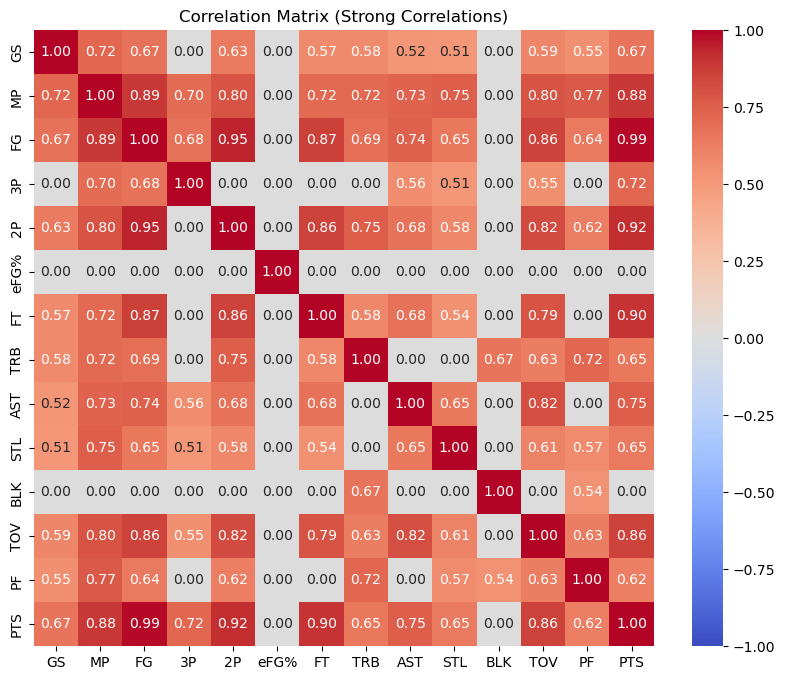 Correlation Matrix (Strong Correlations)
GS 1.00 0.72 0.67 0.00 0.63 0.00 0.57 0.58 0.52 0.51 0.00 0.59 0.55 0.67
MP 0.72 1.00 0.89 0.70 0.80 0.00 0.72 0.72 0.73 0.75 0.00 0.80 0.77 0.88
FG 0.67 0.89 1.00 0.68 0.95 0.00 0.87 0.69 0.74 0.65 0.00 0.86 0.64 0.99
3P 0.00 0.70 0.68 1.00 0.00 0.00 0.00 0.00 0.56 0.51 0.00 0.55 0.00 0.72
2P 0.63 0.80 0.95 0.00 1.00 0.00 0.86 0.75 0.68 0.58 0.00 0.82 0.62 0.92
eFG% 0.00 0.00 0.00 0.00 0.00 1.00 0.00 0.00 0.00 0.00 0.00 0.00 0.00 0.00
FT 0.57 0.72 0.87 0.00 0.86 0.00 1.00 0.58 0.68 0.54 0.00 0.79 0.00 0.90
TRB 0.58 0.72 0.69 0.00 0.75 0.00 0.58 1.00 0.00 0.00 0.67 0.63 0.72 0.65
AST 0.52 0.73 0.74 0.56 0.68 0.00 0.68 0.00 1.00 0.65 0.00 0.82 0.00 0.75
STL 0.51 0.75 0.65 0.51 0.58 0.00 0.54 0.00 0.65 1.00 0.00 0.61 0.57 0.65
BLK 0.00 0.00 0.00 0.00 0.00 0.00 0.00 0.67 0.00 0.00 1.00 0.00 0.54 0.00
TOV 0.59 0.80 0.86 0.55 0.82 0.00 0.79 0.63 0.82 0.61 0.00 1.00 0.63 0.86
PF 0.55 0.77 0.64 0.00 0.62 0.00 0.00 0.72 0.00 0.57 0.54 0.63 1.00 0.62
PTS 0.67 0.88 0.99 0.72 0.92 0.00 0.90 0.65 0.75 0.65 0.00 0.86 0.62 1.00
GS MP FG 3P 2P eFG% FT TRB AST STL BLK TOV PF PTS
1.00
0.75
0.50
0.25
0.00
−0.25
−0.50
−0.75
−1.00